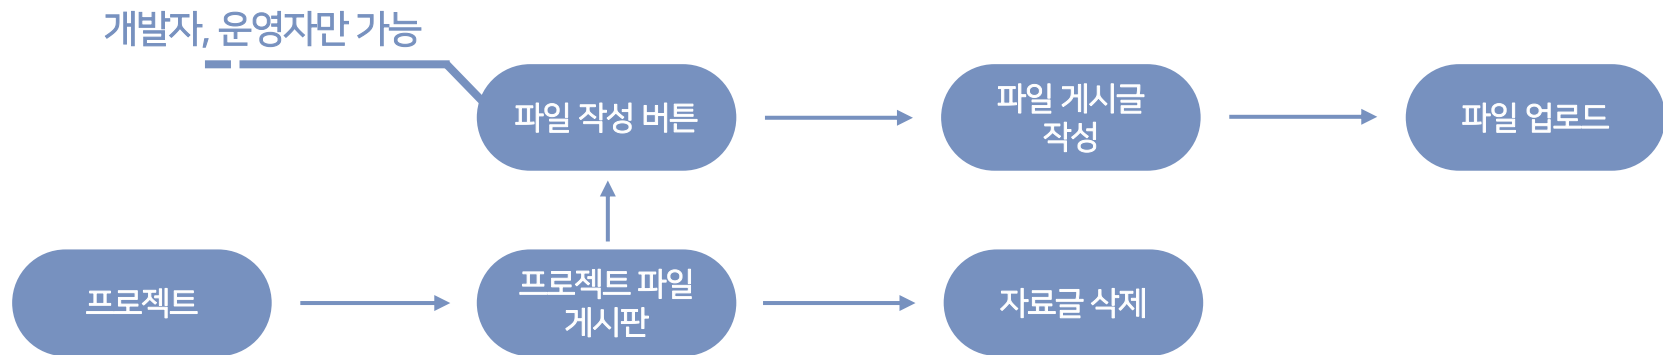 개발자, 운영자만 가능
파일 작성 버튼
파일 게시글
작성
파일 업로드
프로젝트
프로젝트 파일
게시판
자료글 삭제